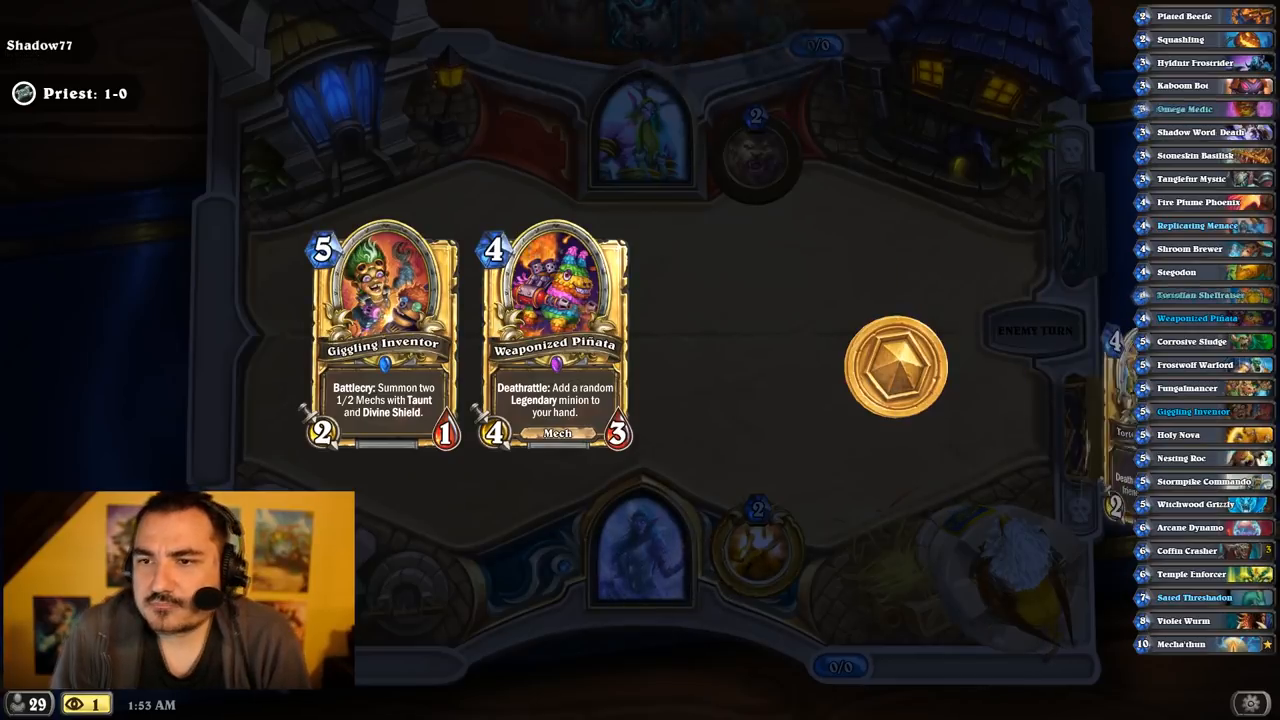 Shadow77
Priest: 1-0
0/0
2
5
Giggling Inventor
Battlecry: Summon two
1/2 Mechs with Taunt
and Divine Shield.
2
1
4
Weaponized Piñata
Deathrattle: Add a random
Legendary minion to
your hand.
Mech
4
3
ENEMY TURN
4
2
2
0/0
29
1
1:53 AM
2 Plated Beetle
2 Squashling
3 Hyldnir Frostrider
3 Kaboom Bot
3 Omega Medic
3 Shadow Word: Death
3 Stoneskin Basilisk
3 Tanglefur Mystic
4 Fire Plume Phoenix
4 Replicating Menace
4 Shroom Brewer
4 Stegodon
4 Tortollan Shellraiser
4 Weaponized Piñata
5 Corrosive Sludge
5 Frostwolf Warlord
5 Fungalmancer
5 Giggling Inventor
5 Holy Nova
5 Nesting Roc
5 Stormpike Commando
5 Witchwood Grizzly
6 Arcane Dynamo
6 Coffin Crasher 3
6 Temple Enforcer
7 Sated Threshadon
8 Violet Wurm
10 Mecha'thun